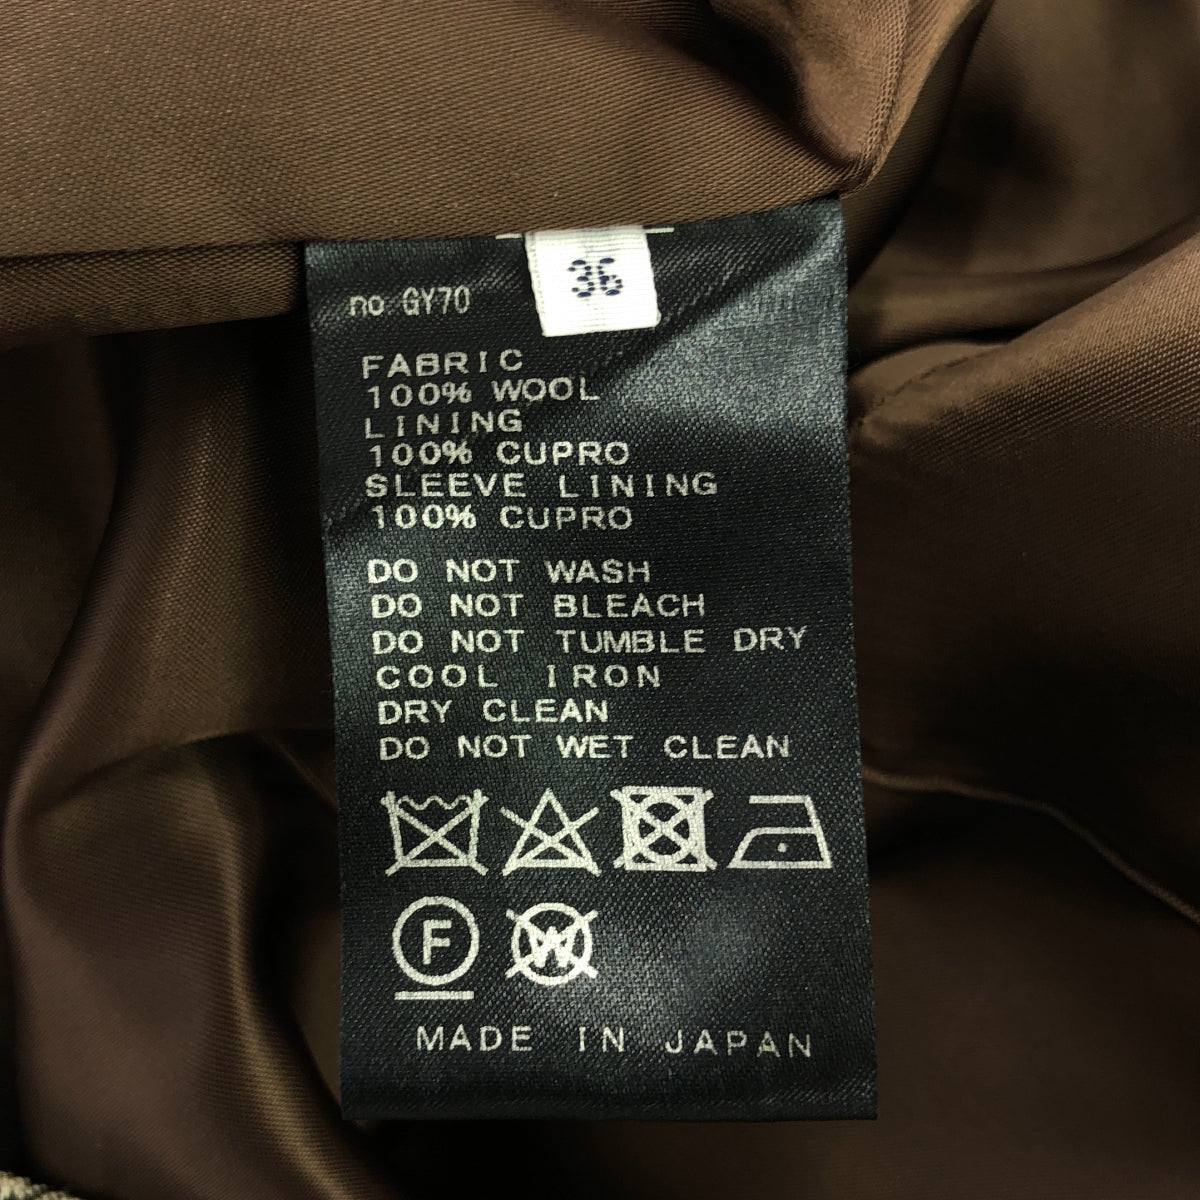 36
no GY70
FABRIC
100% WOOL
LINING
100% CUPRO
SLEEVE LINING
100% CUPRO
DO NOT WASH
DO NOT BLEACH
DO NOT TUMBLE DRY
COOL IRON
DRY CLEAN
DO NOT WET CLEAN
F W
MADE IN JAPAN